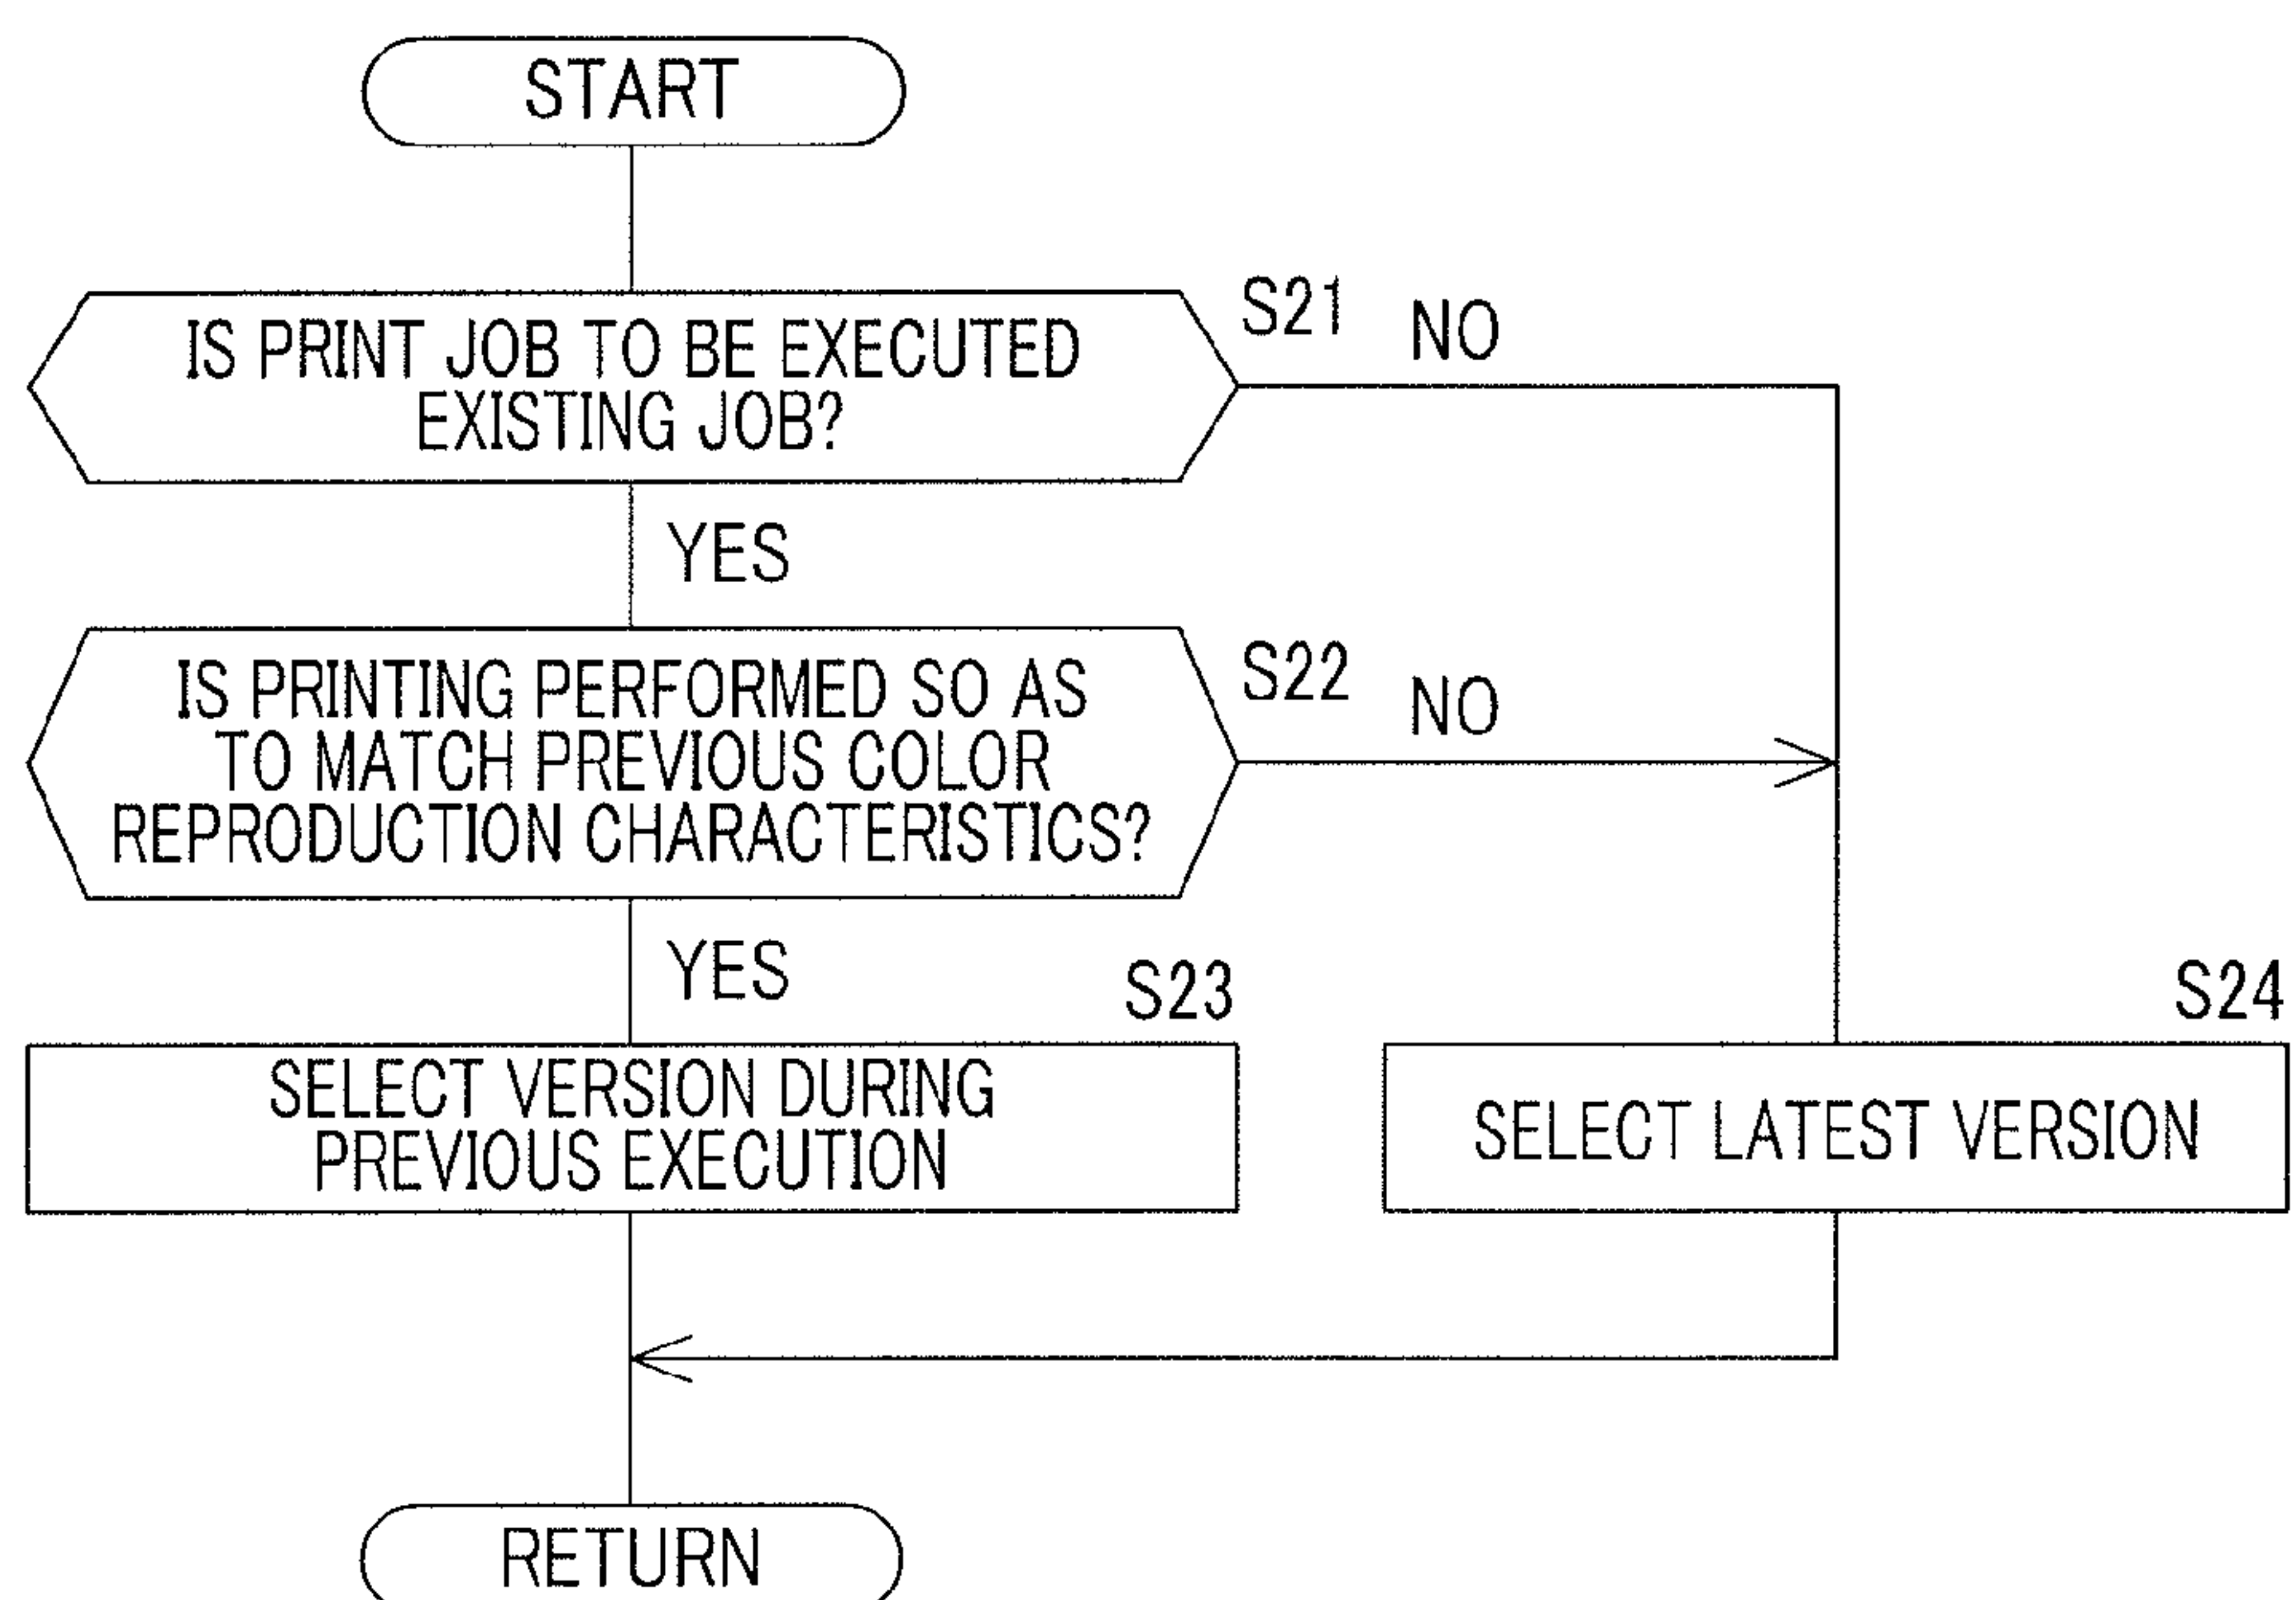 START
IS PRINT JOB TO BE EXECUTED
EXISTING JOB?
S21
NO
YES
IS PRINTING PERFORMED SO AS
TO MATCH PREVIOUS COLOR
REPRODUCTION CHARACTERISTICS?
S22
NO
YES
S23
SELECT VERSION DURING
PREVIOUS EXECUTION
S24
SELECT LATEST VERSION
RETURN